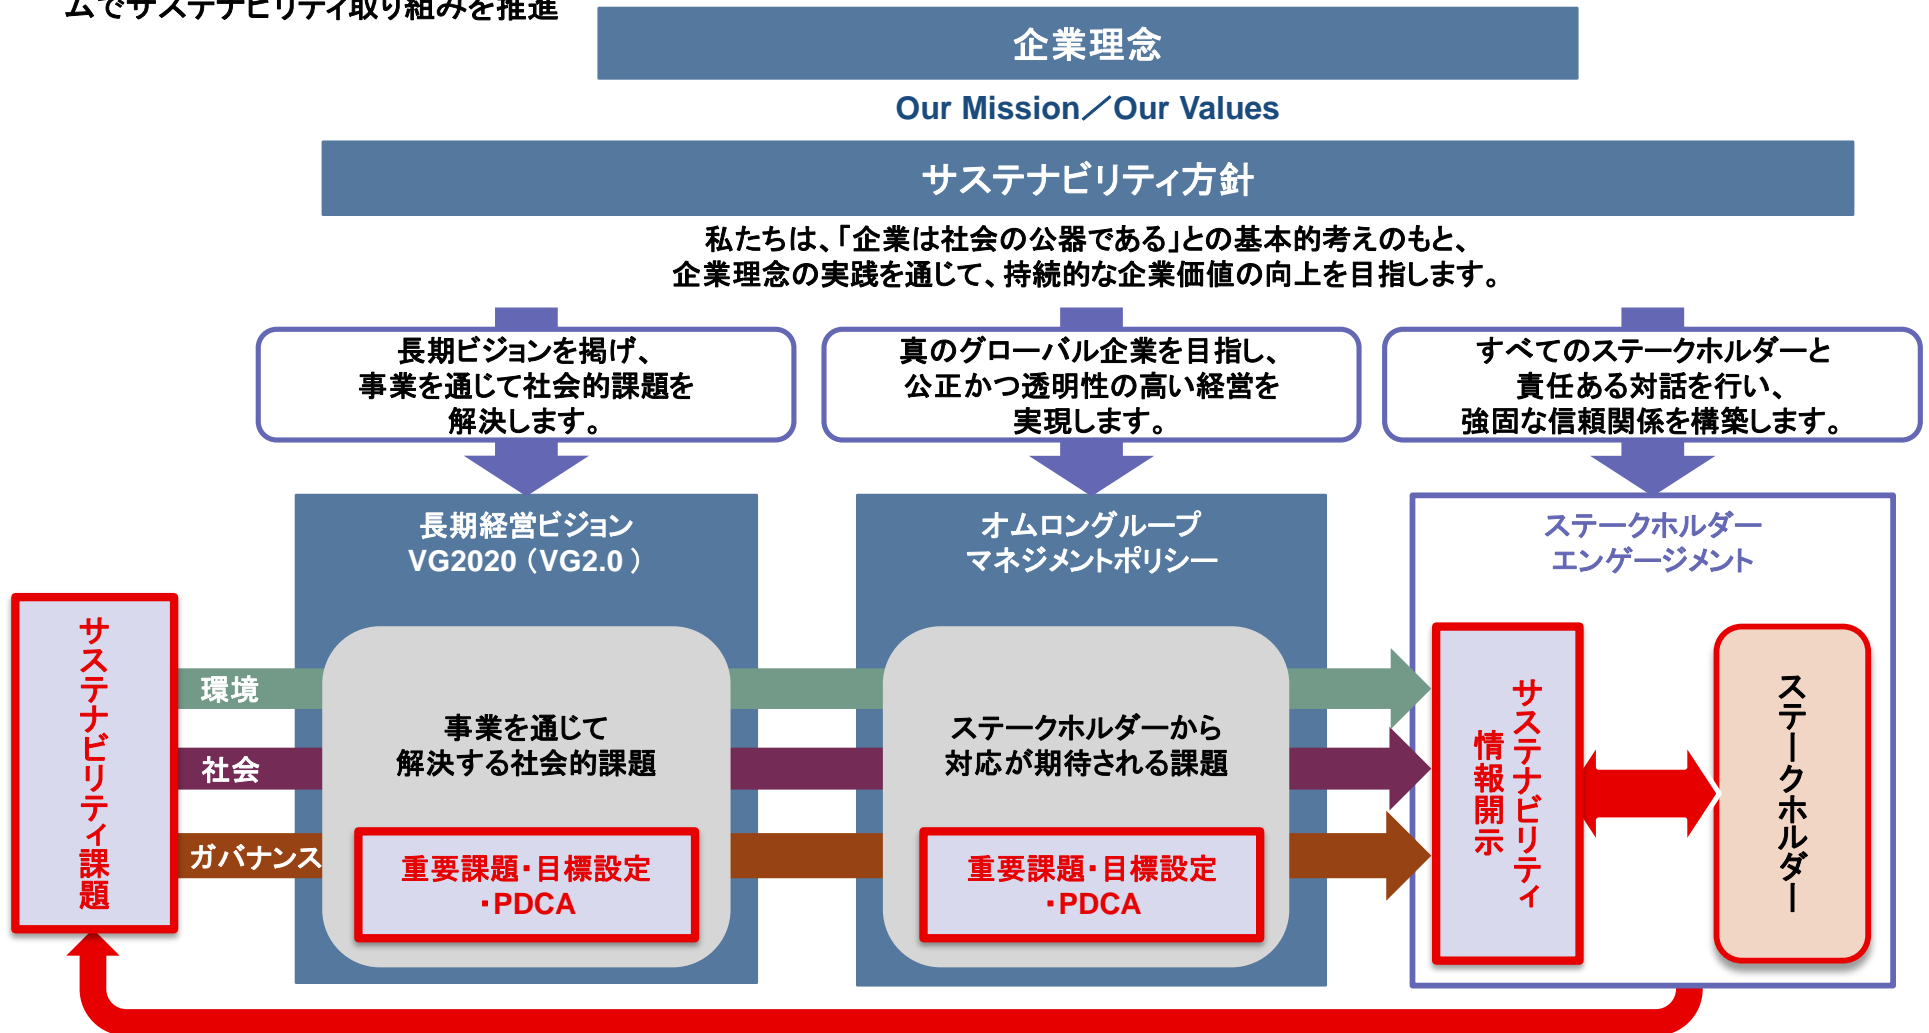 ムでサステナビリティ取り組みを推進
企業理念
Our Mission／Our Values
サステナビリティ方針
私たちは、「企業は社会の公器である」との基本的考えのもと、
企業理念の実践を通じて、持続的な企業価値の向上を目指します。
長期ビジョンを掲げ、
事業を通じて社会的課題を
解決します。
真のグローバル企業を目指し、
公正かつ透明性の高い経営を
実現します。
すべてのステークホルダーと
責任ある対話を行い、
強固な信頼関係を構築します。
長期経営ビジョン
VG2020（VG2.0 ）
オムロングループ
マネジメントポリシー
ステークホルダー
エンゲージメント
サステナビリティ課題
環境
社会
ガバナンス
事業を通じて
解決する社会的課題
重要課題・目標設定
・PDCA
ステークホルダーから
対応が期待される課題
重要課題・目標設定
・PDCA
サステナビリティ
情報開示
ステークホルダー